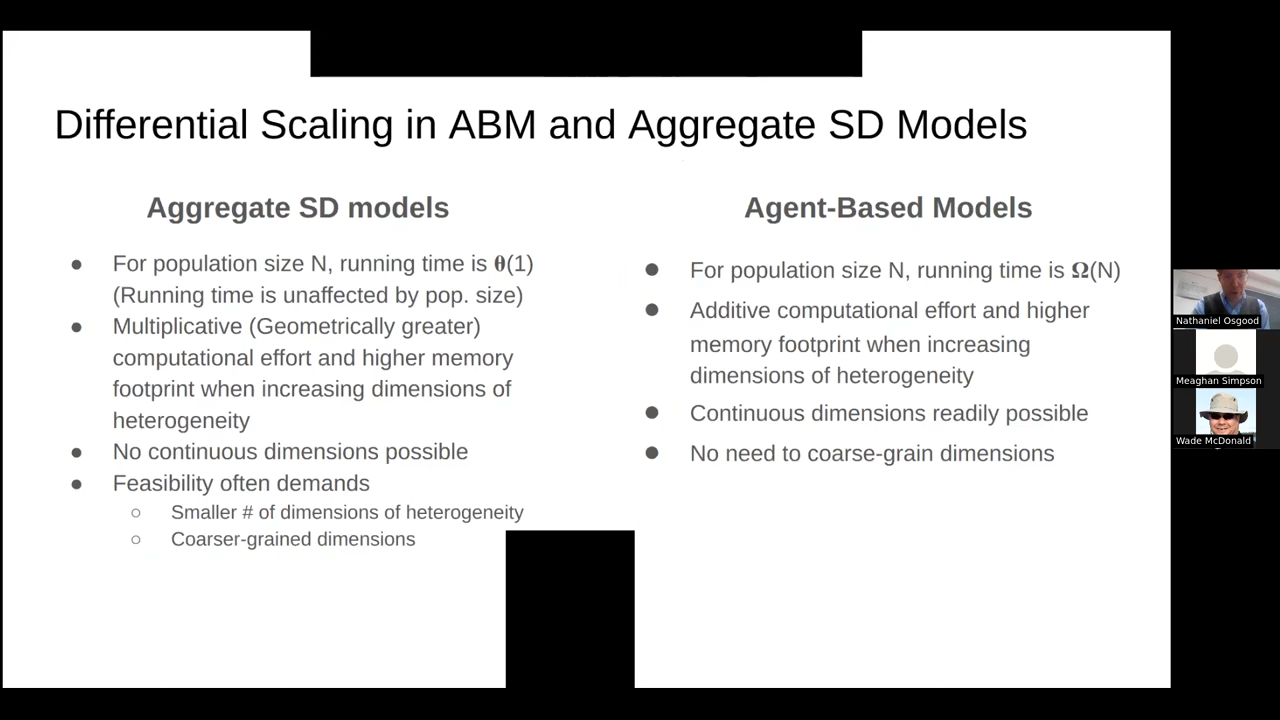 Differential Scaling in ABM and Aggregate SD Models
Aggregate SD models
● For population size N, running time is θ(1)
(Running time is unaffected by pop. size)
● Multiplicative (Geometrically greater)
computational effort and higher memory
footprint when increasing dimensions of
heterogeneity
● No continuous dimensions possible
● Feasibility often demands
○ Smaller # of dimensions of heterogeneity
○ Coarser-grained dimensions
Agent-Based Models
● For population size N, running time is Ω(N)
● Additive computational effort and higher
memory footprint when increasing
dimensions of heterogeneity
● Continuous dimensions readily possible
● No need to coarse-grain dimensions
Nathaniel Osgood
Meaghan Simpson
Wade McDonald